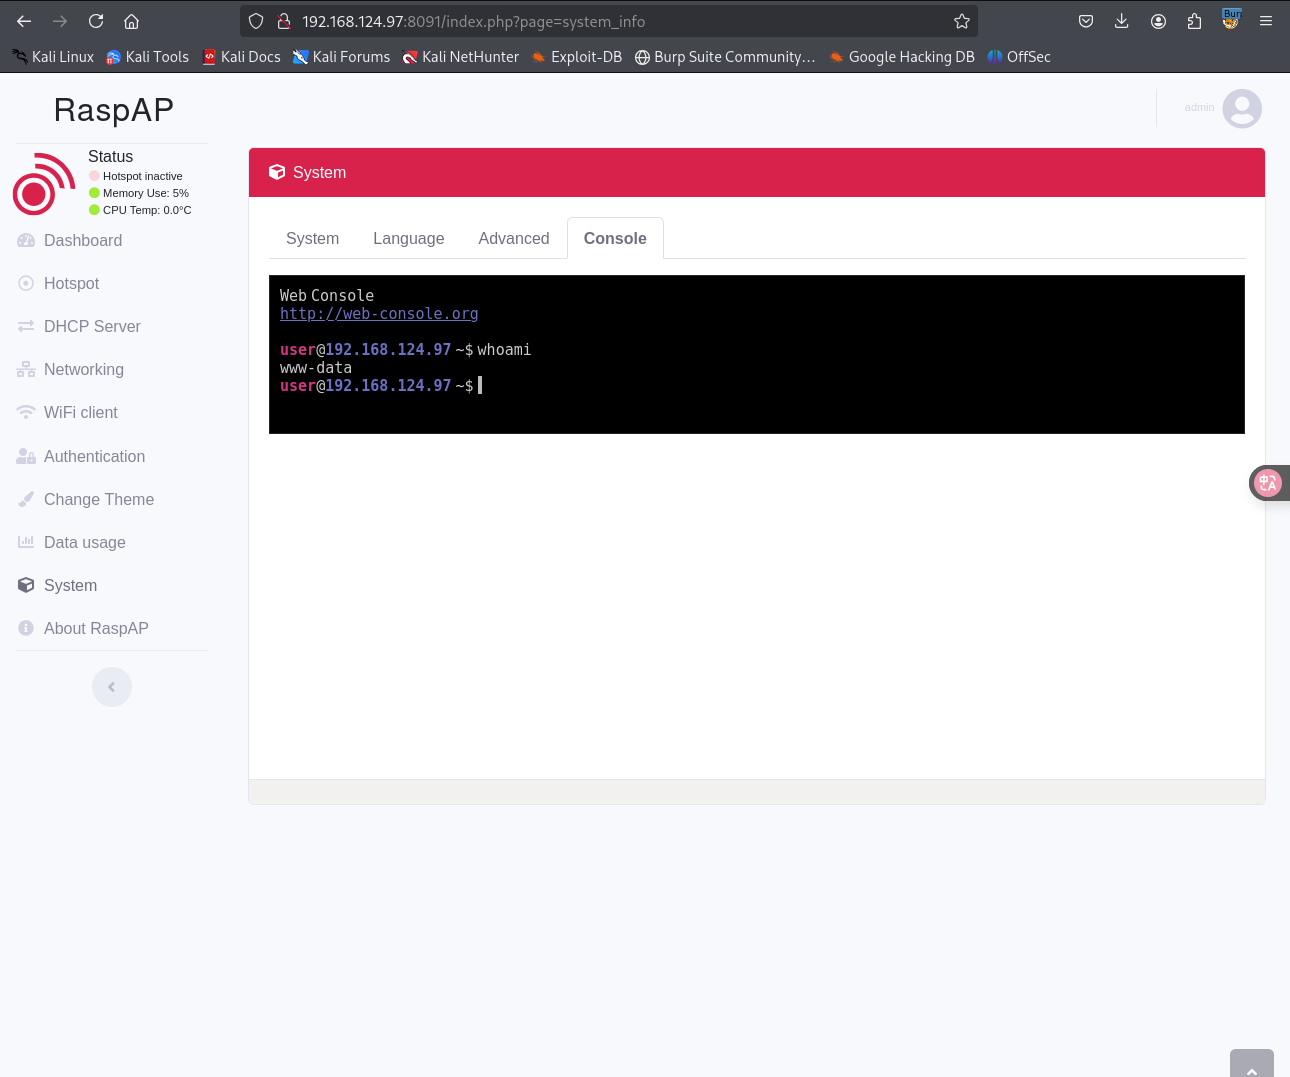 192.168.124.97:8091/index.php?page=system_info
Kali Linux Kali Tools Kali Docs Kali Forums Kali NetHunter Exploit-DB Burp Suite Community… Google Hacking DB OffSec
RaspAP
admin
Status
Hotspot inactive
Memory Use: 5%
CPU Temp: 0.0°C
Dashboard
Hotspot
DHCP Server
Networking
WiFi client
Authentication
Change Theme
Data usage
System
About RaspAP
System
System Language Advanced Console
Web Console
http://web-console.org
user@192.168.124.97 ~$ whoami
www-data
user@192.168.124.97 ~$